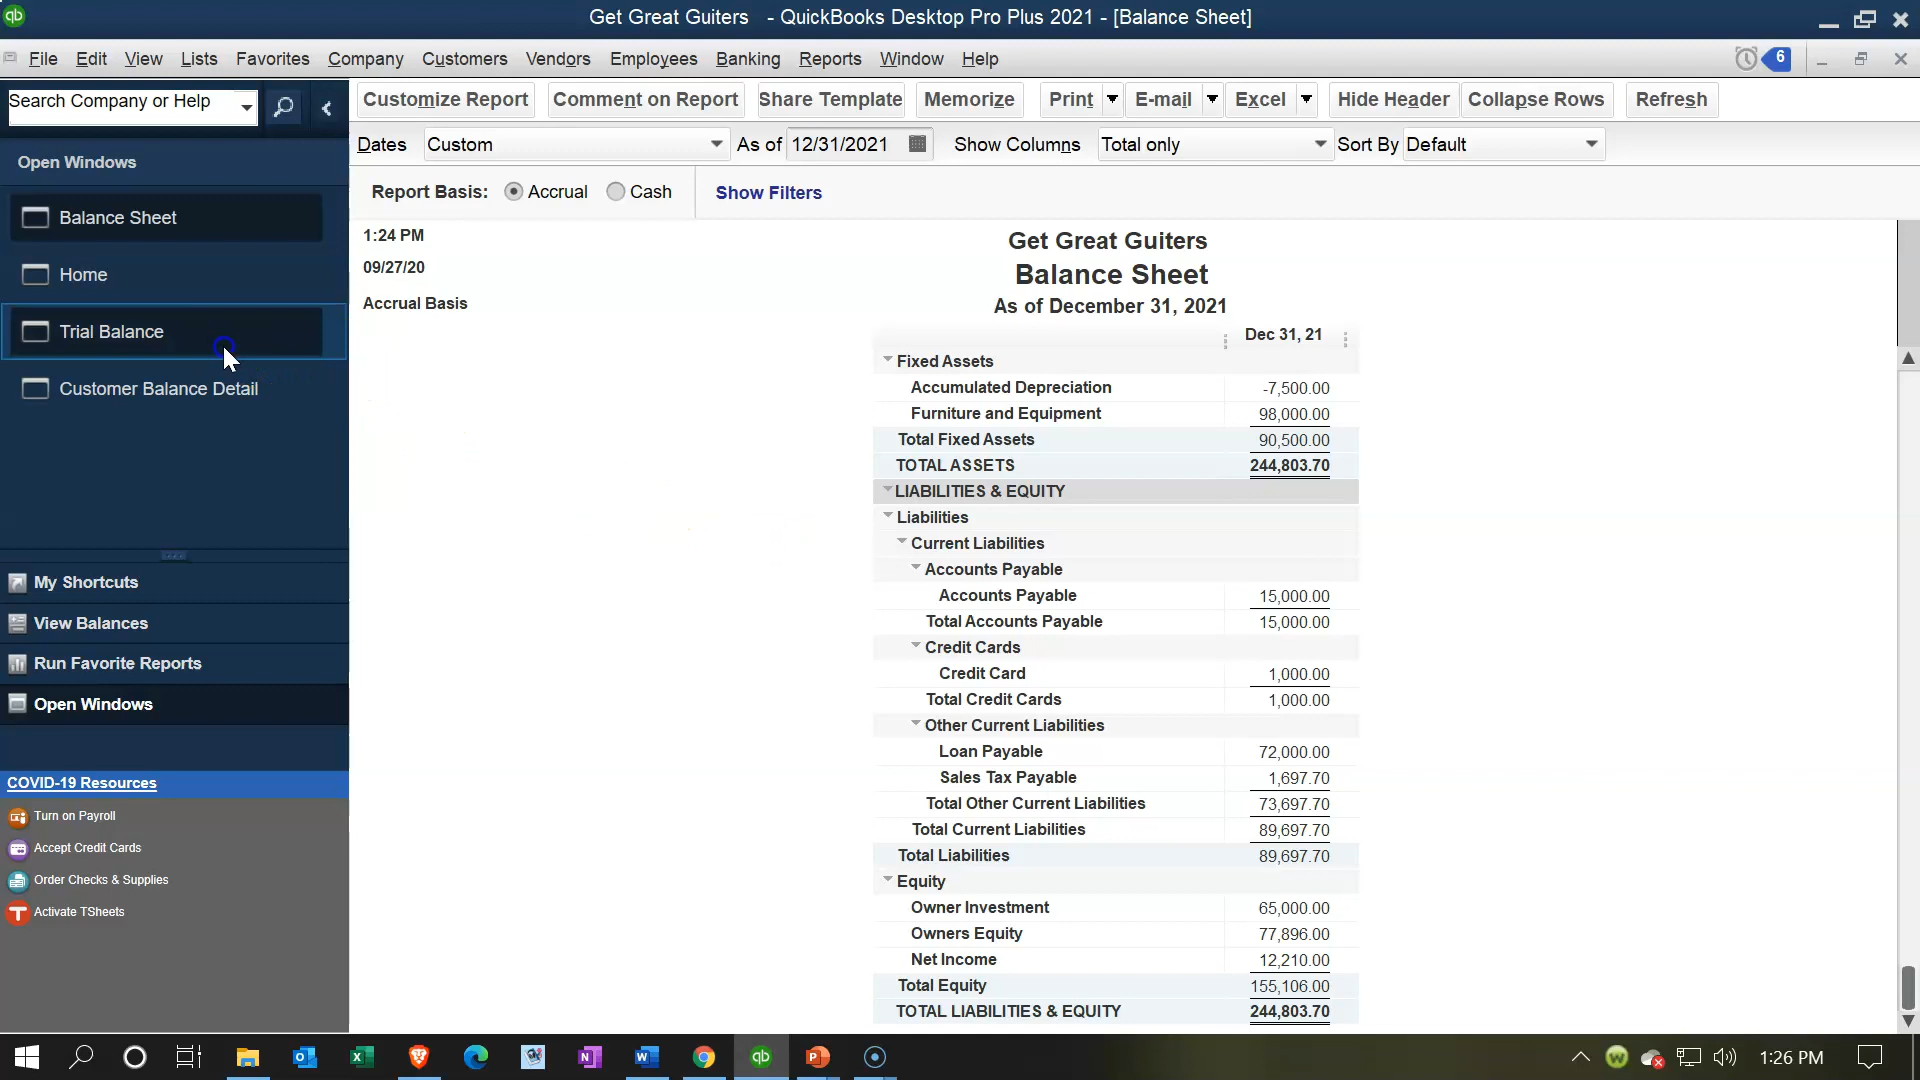 Get Great Guiters - QuickBooks Desktop Pro Plus 2021 - [Balance Sheet]
File Edit View Lists Favorites Company Customers Vendors Employees Banking Reports Window Help
6
Search Company or Help
Customize Report Comment on Report Share Template Memorize Print E-mail Excel Hide Header Collapse Rows Refresh
Dates Custom As of 12/31/2021 Show Columns Total only Sort By Default
Report Basis: Accrual Cash Show Filters
Open Windows
Balance Sheet
Home
Trial Balance
Customer Balance Detail
My Shortcuts
View Balances
Run Favorite Reports
Open Windows
COVID-19 Resources
Turn on Payroll
Accept Credit Cards
Order Checks & Supplies
Activate TSheets
1:24 PM
09/27/20
Accrual Basis
Get Great Guiters
Balance Sheet
As of December 31, 2021
Dec 31, 21
Fixed Assets
Accumulated Depreciation -7,500.00
Furniture and Equipment 98,000.00
Total Fixed Assets 90,500.00
TOTAL ASSETS 244,803.70
LIABILITIES & EQUITY
Liabilities
Current Liabilities
Accounts Payable
Accounts Payable 15,000.00
Total Accounts Payable 15,000.00
Credit Cards
Credit Card 1,000.00
Total Credit Cards 1,000.00
Other Current Liabilities
Loan Payable 72,000.00
Sales Tax Payable 1,697.70
Total Other Current Liabilities 73,697.70
Total Current Liabilities 89,697.70
Total Liabilities 89,697.70
Equity
Owner Investment 65,000.00
Owners Equity 77,896.00
Net Income 12,210.00
Total Equity 155,106.00
TOTAL LIABILITIES & EQUITY 244,803.70
1:26 PM